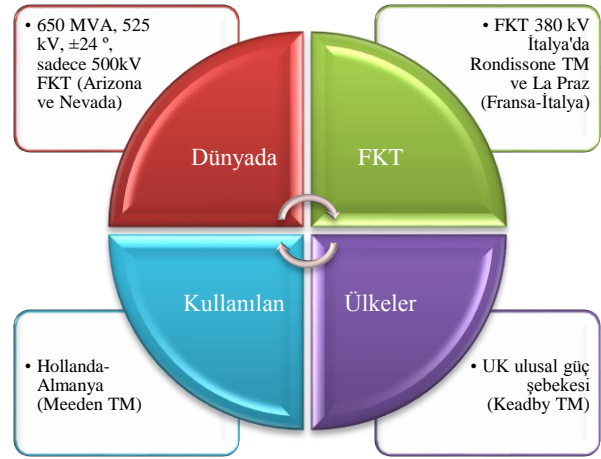 • 650 MVA, 525
kV, ±24 º,
sadece 500kV
FKT (Arizona
ve Nevada)
• FKT 380 kV
İtalya'da
Rondissone TM
ve La Praz
(Fransa-İtalya)
Dünyada
FKT
Kullanılan
Ülkeler
• Hollanda-
Almanya
(Meeden TM)
• UK ulusal güç
şebekesi
(Keadby TM)